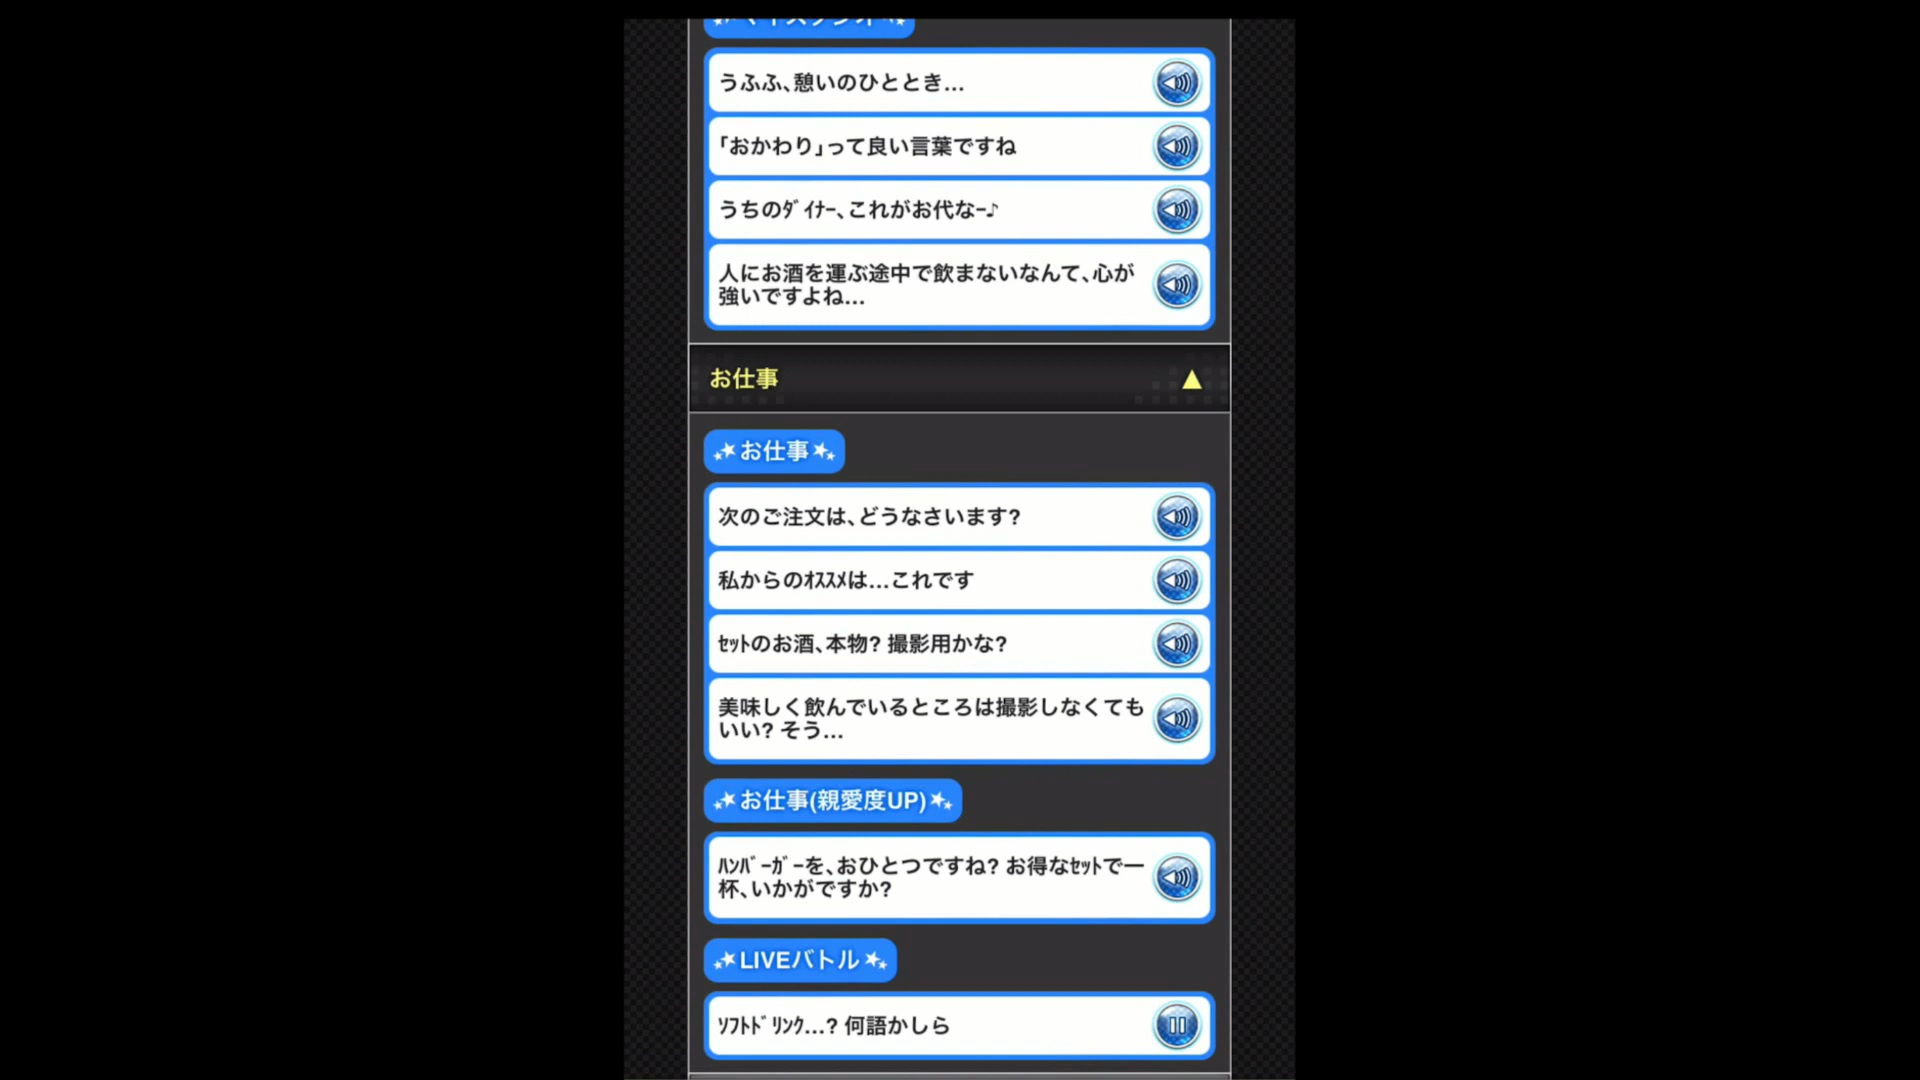 うふふ、憩いのひととき…
「おかわり」って良い言葉ですね
うちのﾀﾞｲﾅｰ、これがお代なｰ♪
人にお酒を運ぶ途中で飲まないなんて、心が
強いですよね…
お仕事
お仕事
次のご注文は、どうなさいます?
私からのｵｽｽﾒは…これです
ｾｯﾄのお酒、本物? 撮影用かな?
美味しく飲んでいるところは撮影しなくても
いい? そう…
お仕事(親愛度UP)
ﾊﾝﾊﾞｰｶﾞｰを、おひとつですね? お得なｾｯﾄで一
杯、いかがですか?
LIVEバトル
ｿﾌﾄﾄﾞﾘﾝｸ…? 何語かしら